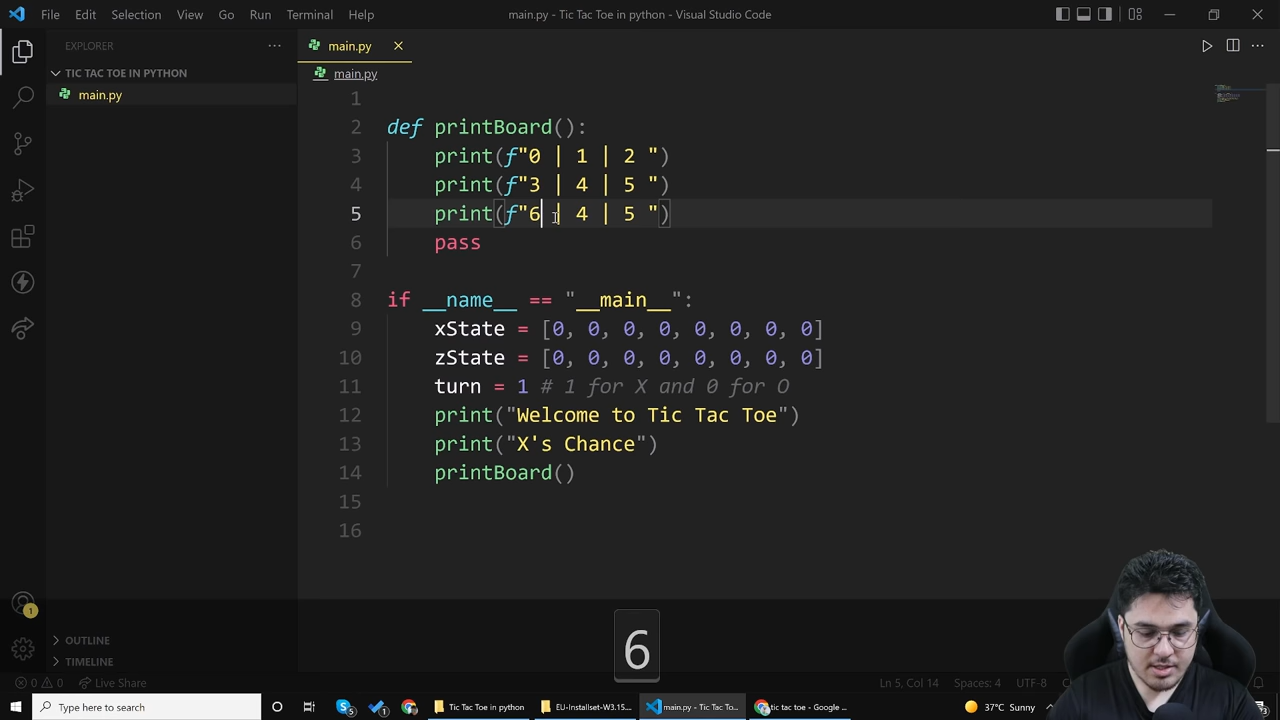 File Edit Selection View Go Run Terminal Help
main.py - Tic Tac Toe in python - Visual Studio Code
EXPLORER
TIC TAC TOE IN PYTHON
main.py
main.py
main.py
1
2 def printBoard():
3 print(f"0 | 1 | 2 ")
4 print(f"3 | 4 | 5 ")
5 print(f"6 | 4 | 5 ")
6 pass
7
8 if __name__ == "__main__":
9 xState = [0, 0, 0, 0, 0, 0, 0, 0]
10 zState = [0, 0, 0, 0, 0, 0, 0, 0]
11 turn = 1 # 1 for X and 0 for O
12 print("Welcome to Tic Tac Toe")
13 print("X's Chance")
14 printBoard()
15
16
6
1
OUTLINE
TIMELINE
0 0 Live Share
Ln 5, Col 14 Spaces: 4 UTF-8
Type here to search
5
1
Tic Tac Toe in python
EU-Installset-W3.15...
main.py - Tic Ta...
tic tac toe - Google ...
37°C Sunny